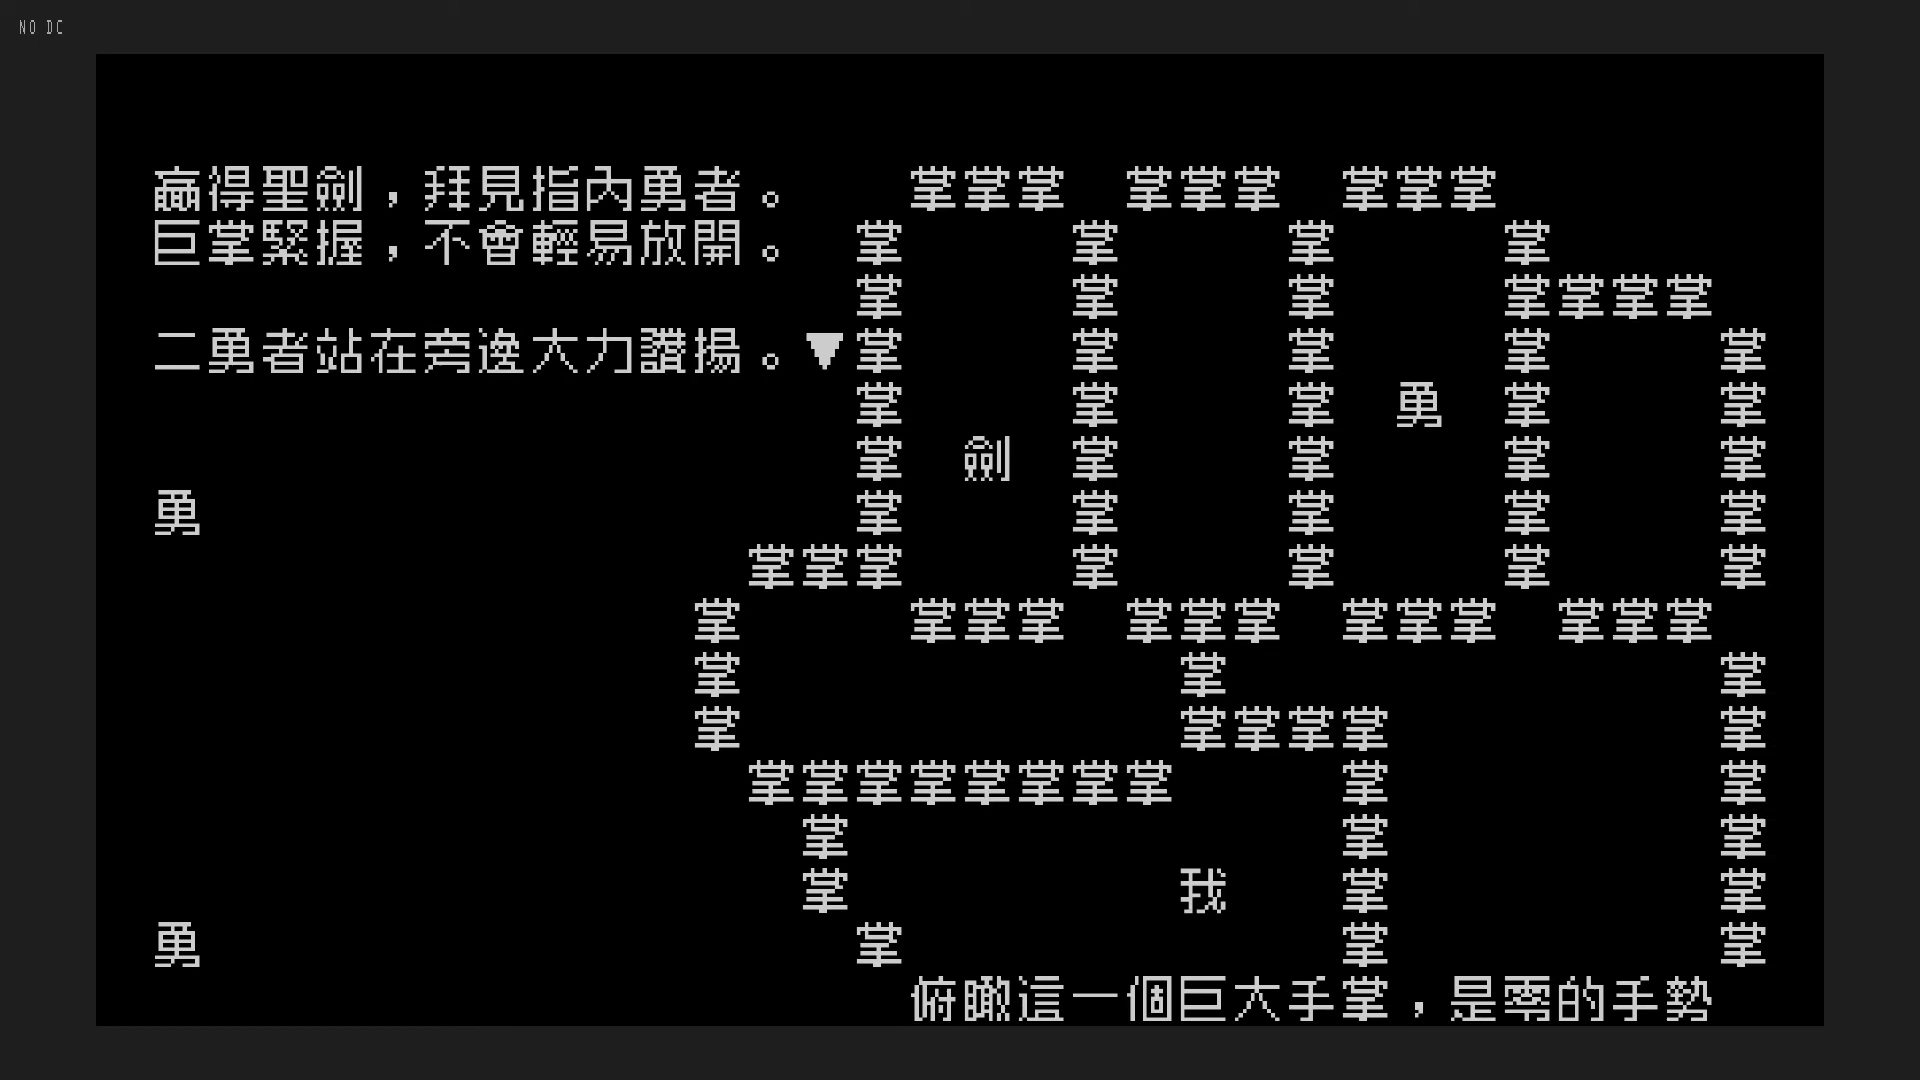 NO DC
贏得聖劍，拜見指內勇者。 掌掌掌 掌掌掌 掌掌掌
巨掌緊握，不會輕易放開。 掌 掌 掌 掌
掌 掌 掌 掌掌掌掌
二勇者站在旁邊大力讚揚。▼掌 掌 掌 掌 掌
掌 掌 掌 勇 掌 掌
掌 劍 掌 掌 掌 掌
勇 掌 掌 掌 掌 掌
掌掌掌 掌 掌 掌 掌
掌 掌掌掌 掌掌掌 掌掌掌 掌掌掌
掌 掌 掌
掌 掌掌掌掌 掌
掌掌掌掌掌掌掌掌 掌 掌
掌 掌 掌
掌 我 掌 掌
勇 掌 掌 掌
俯瞰這一個巨大手掌，是零的手勢